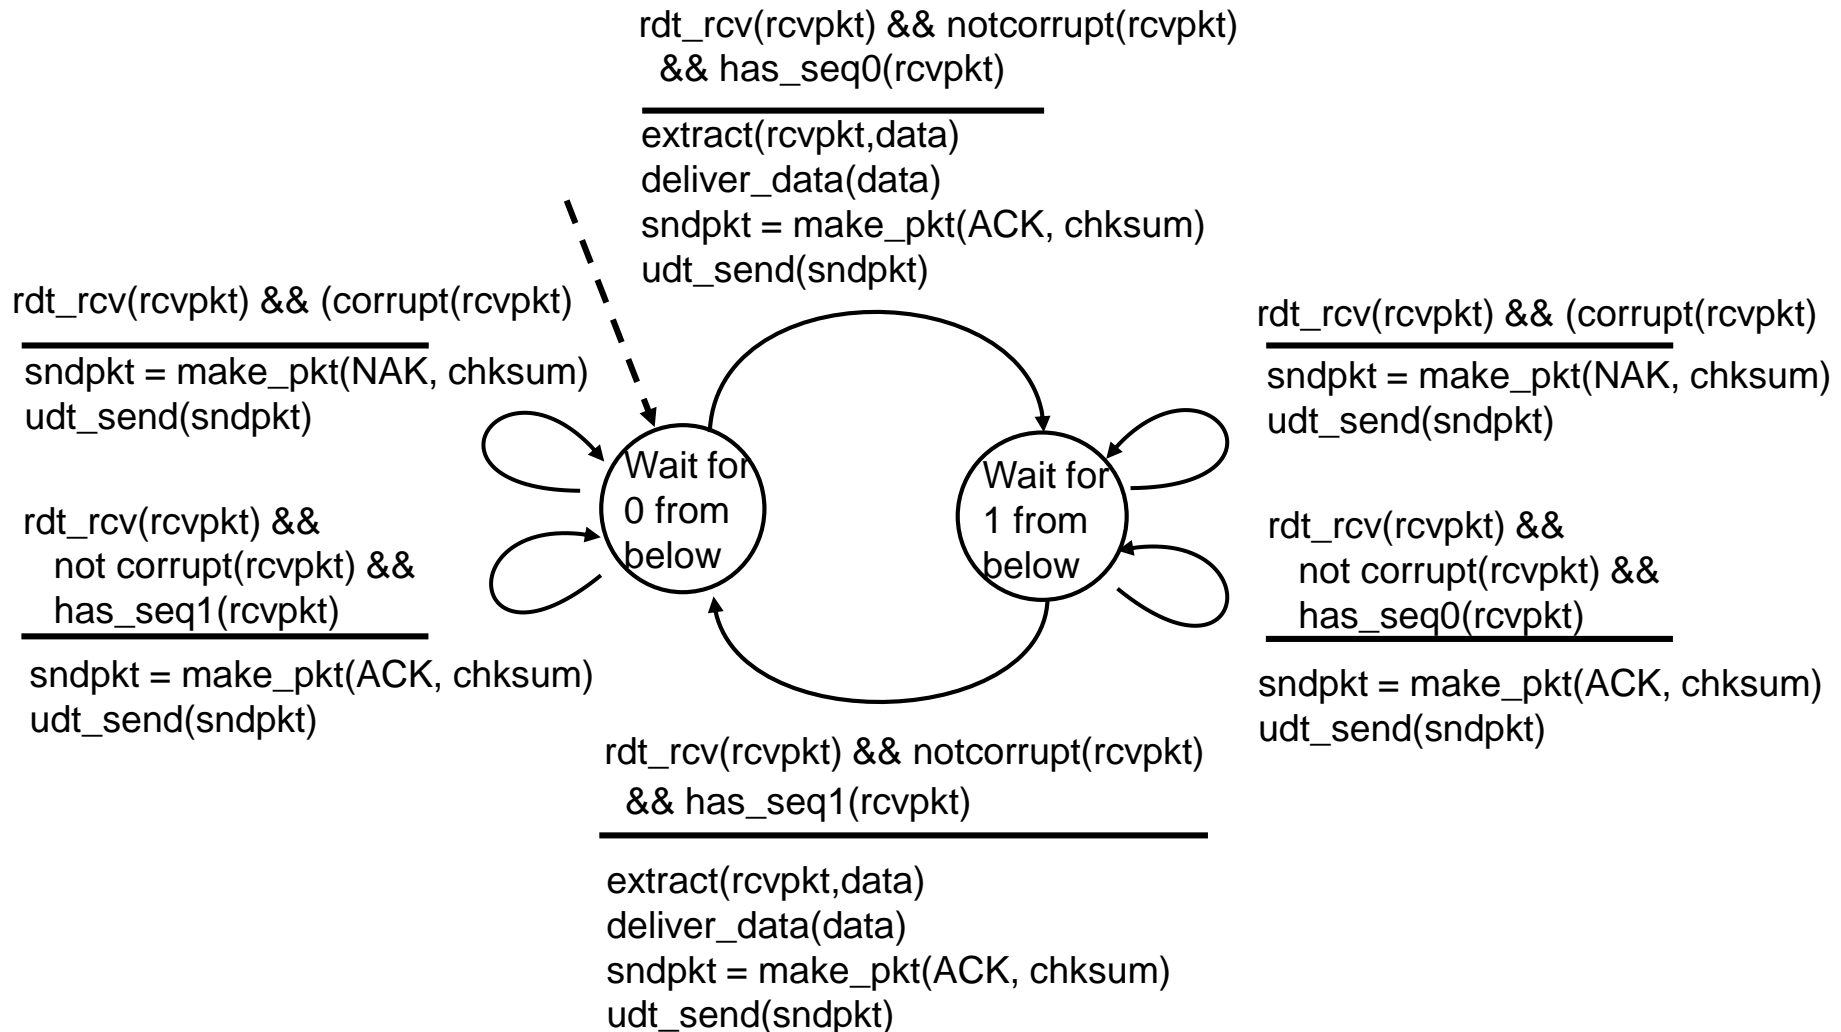 rdt_rcv(rcvpkt) && notcorrupt(rcvpkt)
&& has_seq0(rcvpkt)
extract(rcvpkt,data)
deliver_data(data)
sndpkt = make_pkt(ACK, chksum)
udt_send(sndpkt)
rdt_rcv(rcvpkt) && (corrupt(rcvpkt)
sndpkt = make_pkt(NAK, chksum)
udt_send(sndpkt)
rdt_rcv(rcvpkt) &&
not corrupt(rcvpkt) &&
has_seq1(rcvpkt)
sndpkt = make_pkt(ACK, chksum)
udt_send(sndpkt)
Wait for
0 from
below
Wait for
1 from
below
rdt_rcv(rcvpkt) && (corrupt(rcvpkt)
sndpkt = make_pkt(NAK, chksum)
udt_send(sndpkt)
rdt_rcv(rcvpkt) &&
not corrupt(rcvpkt) &&
has_seq0(rcvpkt)
sndpkt = make_pkt(ACK, chksum)
udt_send(sndpkt)
rdt_rcv(rcvpkt) && notcorrupt(rcvpkt)
&& has_seq1(rcvpkt)
extract(rcvpkt,data)
deliver_data(data)
sndpkt = make_pkt(ACK, chksum)
udt_send(sndpkt)